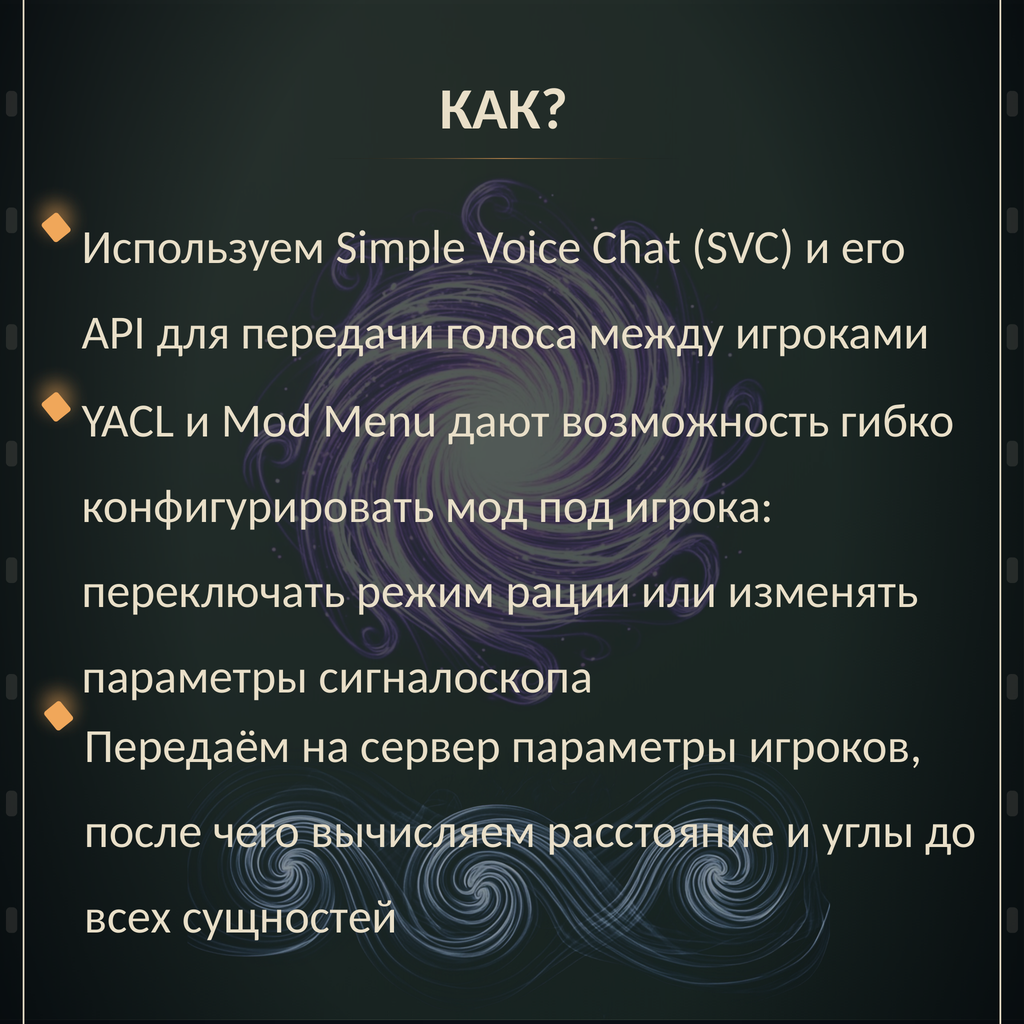 КАК?
Используем Simple Voice Chat (SVC) и его
API для передачи голоса между игроками
YACL и Mod Menu дают возможность гибко
конфигурировать мод под игрока:
переключать режим рации или изменять
параметры сигналоскопа
Передаём на сервер параметры игроков,
после чего вычисляем расстояние и углы до
всех сущностей